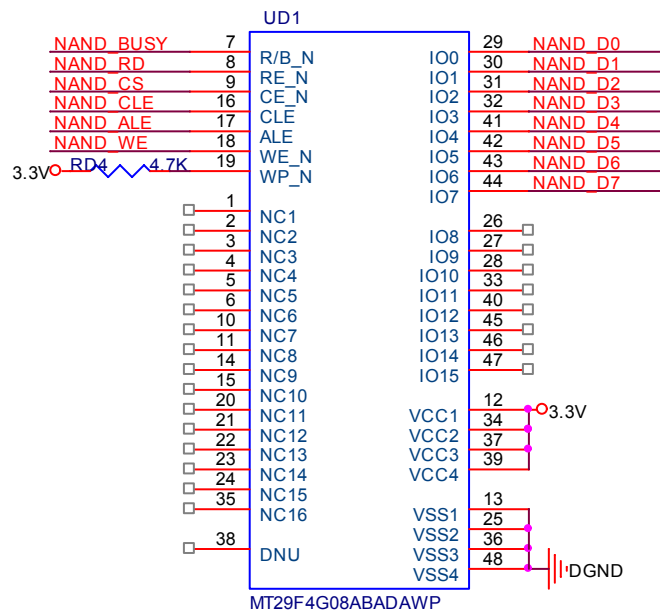 UD1
NAND_BUSY 7 R/B_N IO0 29 NAND_D0
NAND_RD 8 RE_N IO1 30 NAND_D1
NAND_CS 9 CE_N IO2 31 NAND_D2
NAND_CLE 16 CLE IO3 32 NAND_D3
NAND_ALE 17 ALE IO4 41 NAND_D4
NAND_WE 18 WE_N IO5 42 NAND_D5
3.3V RD4 4.7K 19 WP_N IO6 43 NAND_D6
IO7 44 NAND_D7
1 NC1
2 NC2 IO8 26
3 NC3 IO9 27
4 NC4 IO10 28
5 NC5 IO11 33
6 NC6 IO12 40
10 NC7 IO13 45
11 NC8 IO14 46
14 NC9 IO15 47
15 NC10
20 NC11 VCC1 12 3.3V
21 NC12 VCC2 34
22 NC13 VCC3 37
23 NC14 VCC4 39
24 NC15
35 NC16 VSS1 13
VSS2 25
38 DNU VSS3 36
VSS4 48 DGND
MT29F4G08ABADAWP